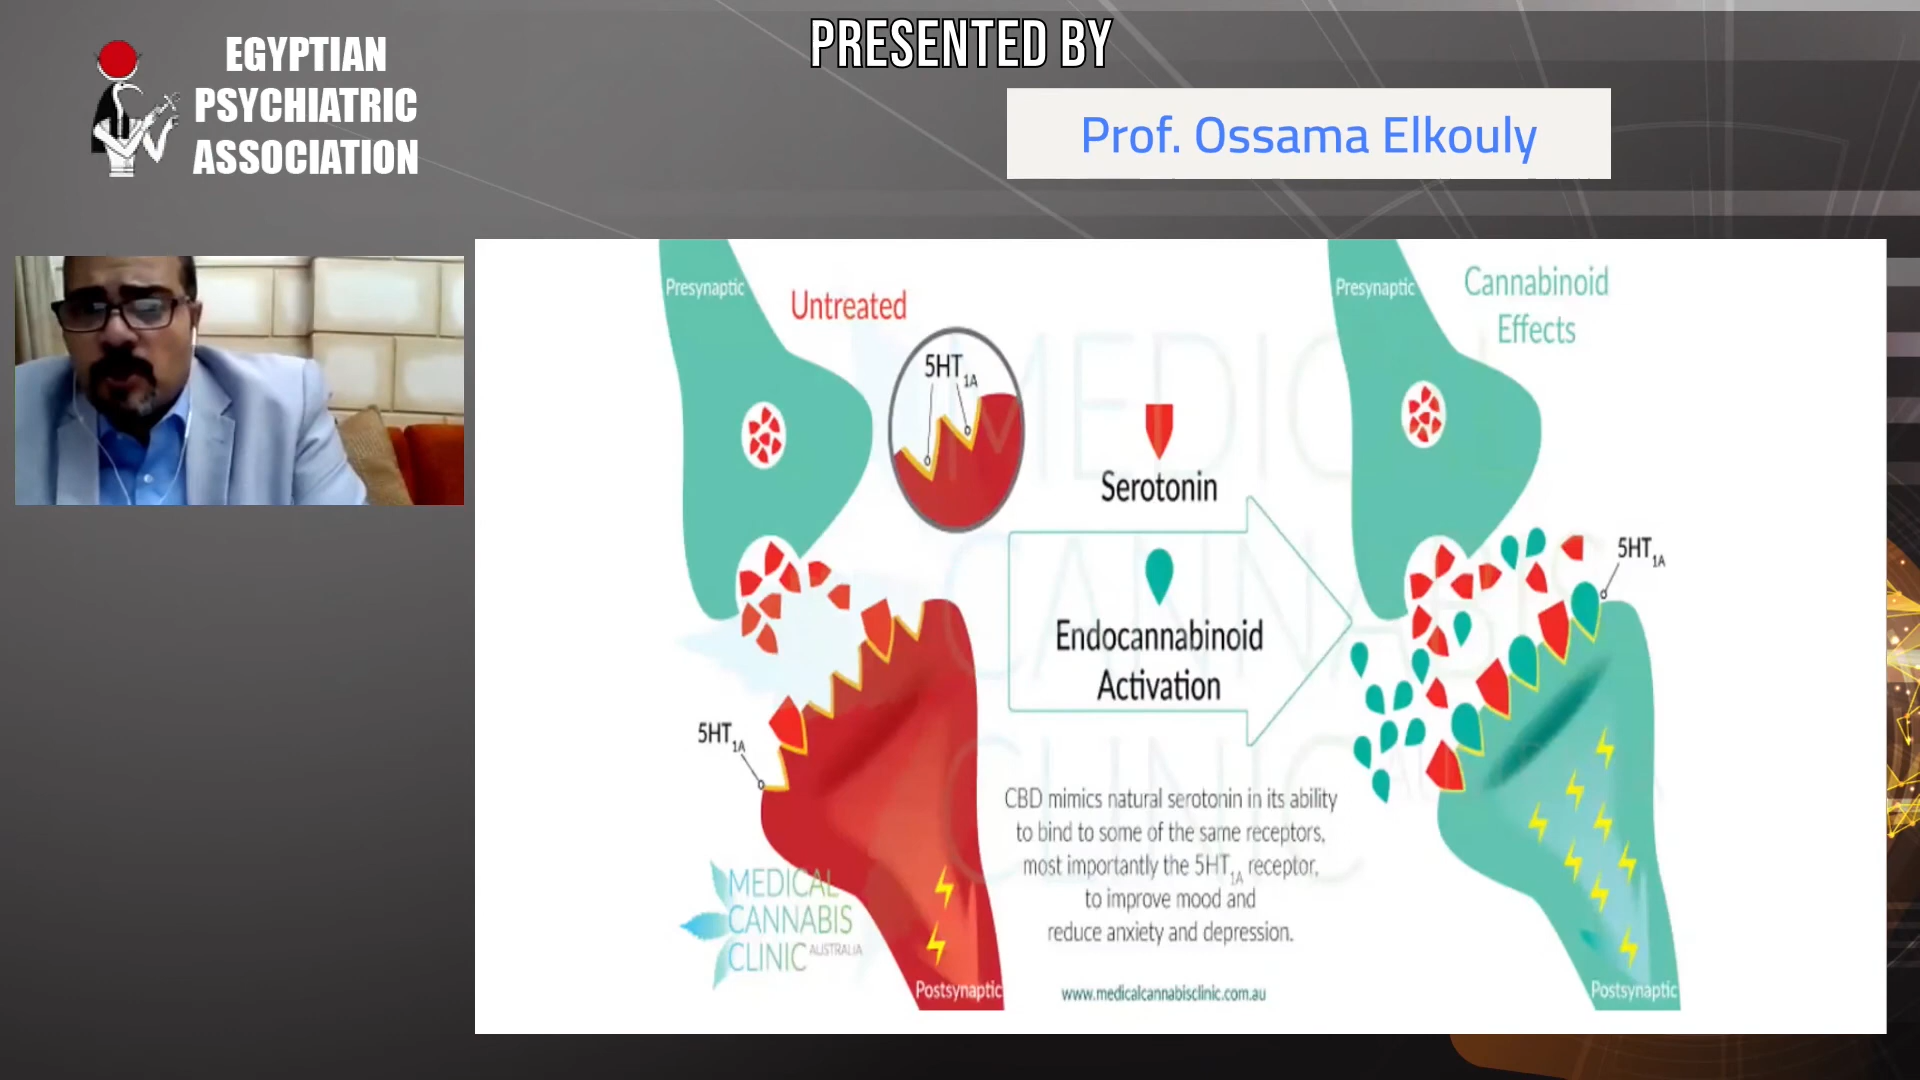 EGYPTIAN
PSYCHIATRIC
ASSOCIATION
PRESENTED BY
Prof. Ossama Elkouly
Presynaptic
Untreated
5HT1A
Serotonin
Endocannabinoid
Activation
5HT1A
CBD mimics natural serotonin in its ability
to bind to some of the same receptors,
most importantly the 5HT1A receptor,
to improve mood and
reduce anxiety and depression.
www.medicalcannabisclinic.com.au
MEDICAL
CANNABIS
CLINIC AUSTRALIA
Postsynaptic
Presynaptic
Cannabinoid
Effects
5HT1A
Postsynaptic
MEDICAL
CANNABIS
CLINIC